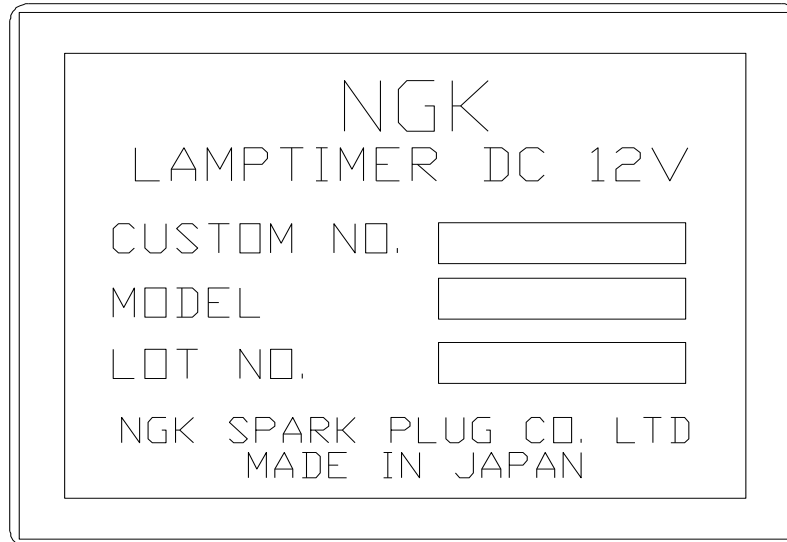 NGK
LAMPTIMER DC 12V
CUSTOM NO.
MODEL
LOT NO.
NGK SPARK PLUG CO. LTD
MADE IN JAPAN